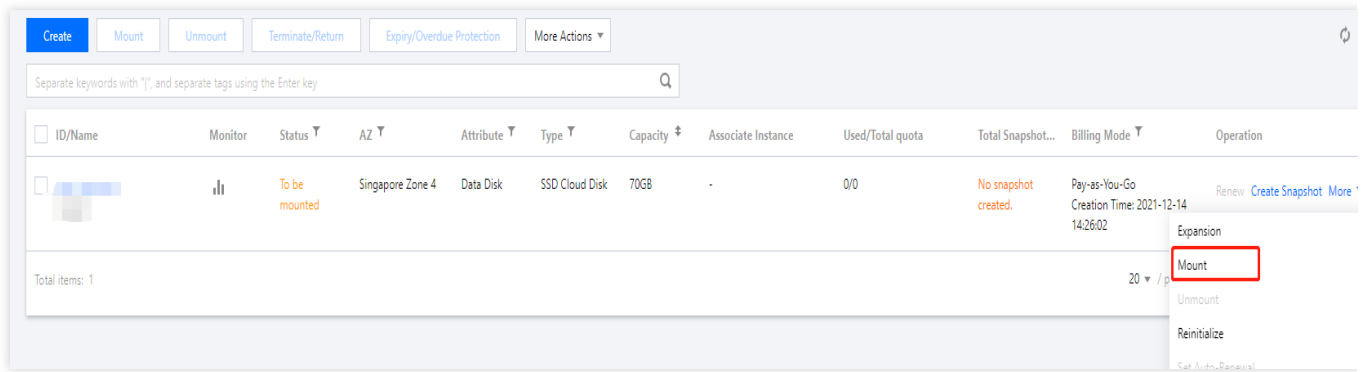 Create Mount Unmount Terminate/Return Expiry/Overdue Protection More Actions
Separate keywords with "|", and separate tags using the Enter key
ID/Name Monitor Status AZ Attribute Type Capacity Associate Instance Used/Total quota Total Snapshot... Billing Mode Operation
To be Singapore Zone 4 Data Disk SSD Cloud Disk 70GB - 0/0 No snapshot Pay-as-You-Go Renew Create Snapshot More
mounted created. Creation Time: 2021-12-14
14:26:02
Expansion
Mount
Total items: 1 20 / p
Unmount
Reinitialize
Set Auto-Renewal